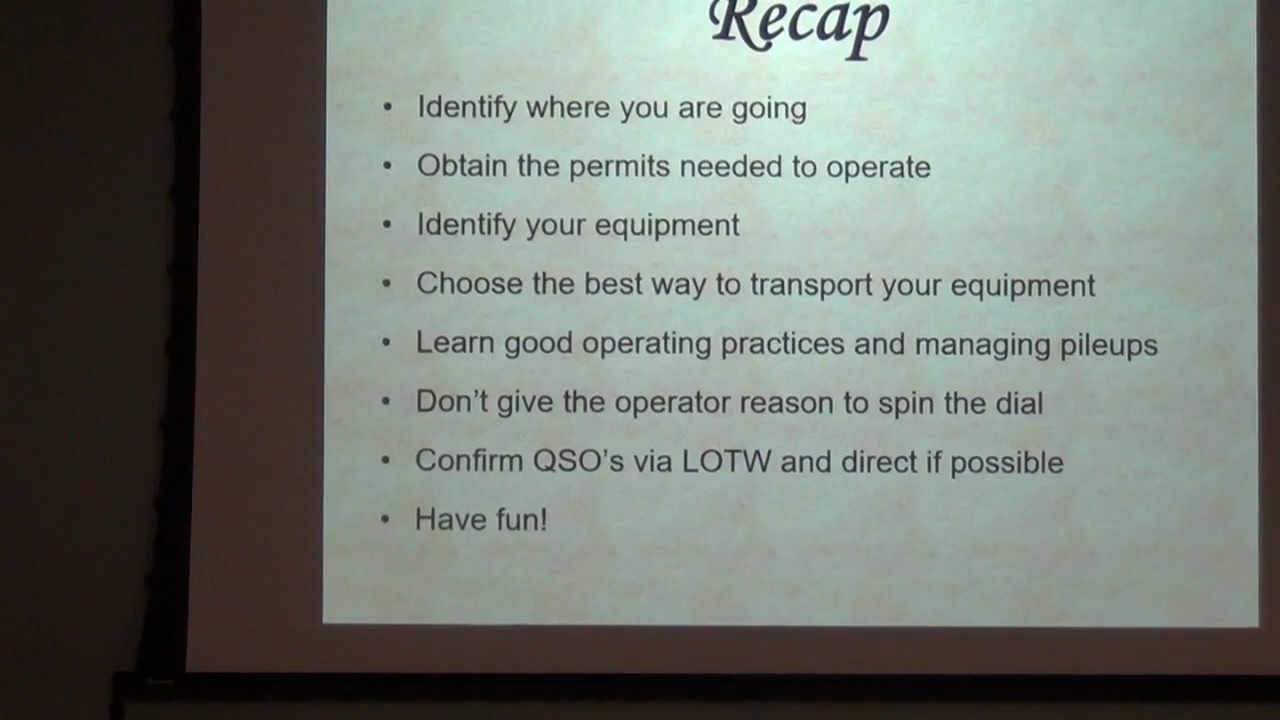 Recap
• Identify where you are going
• Obtain the permits needed to operate
• Identify your equipment
• Choose the best way to transport your equipment
• Learn good operating practices and managing pileups
• Don’t give the operator reason to spin the dial
• Confirm QSO’s via LOTW and direct if possible
• Have fun!